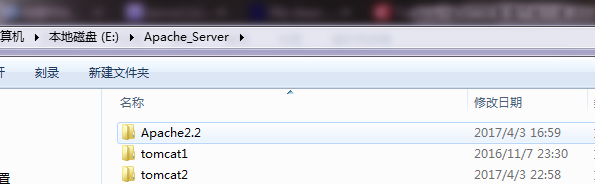 算机 本地磁盘 (E:) Apache_Server
刻录 新建文件夹
名称 修改日期
Apache2.2 2017/4/3 16:59
tomcat1 2016/11/7 23:30
tomcat2 2017/4/3 22:58
置